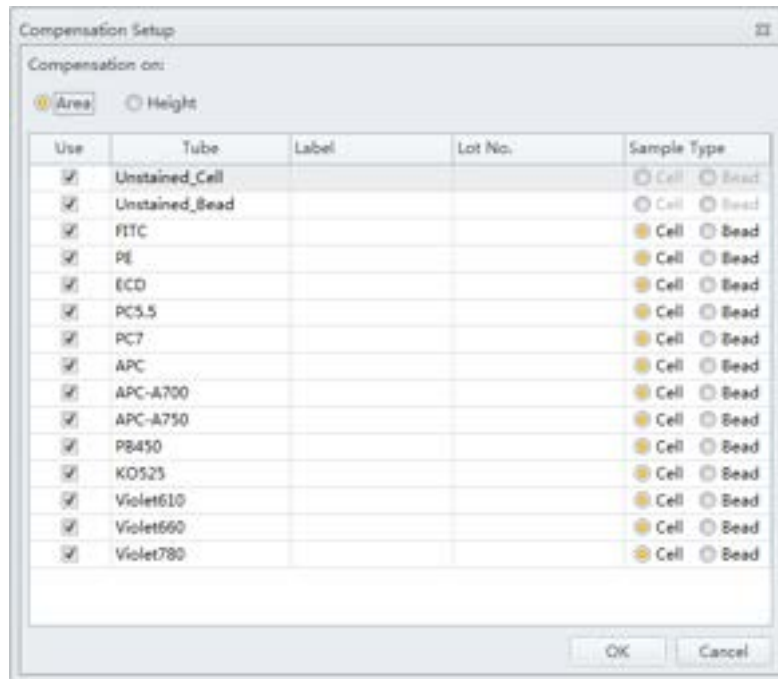 Compensation Setup
Compensation on:
Area Height
Use Tube Label Lot No. Sample Type
Unstained_Cell Cell Bead
Unstained_Bead Cell Bead
FITC Cell Bead
PE Cell Bead
ECD Cell Bead
PC5.5 Cell Bead
PC7 Cell Bead
APC Cell Bead
APC-A700 Cell Bead
APC-A750 Cell Bead
PB450 Cell Bead
KO525 Cell Bead
Violet610 Cell Bead
Violet660 Cell Bead
Violet780 Cell Bead
OK Cancel